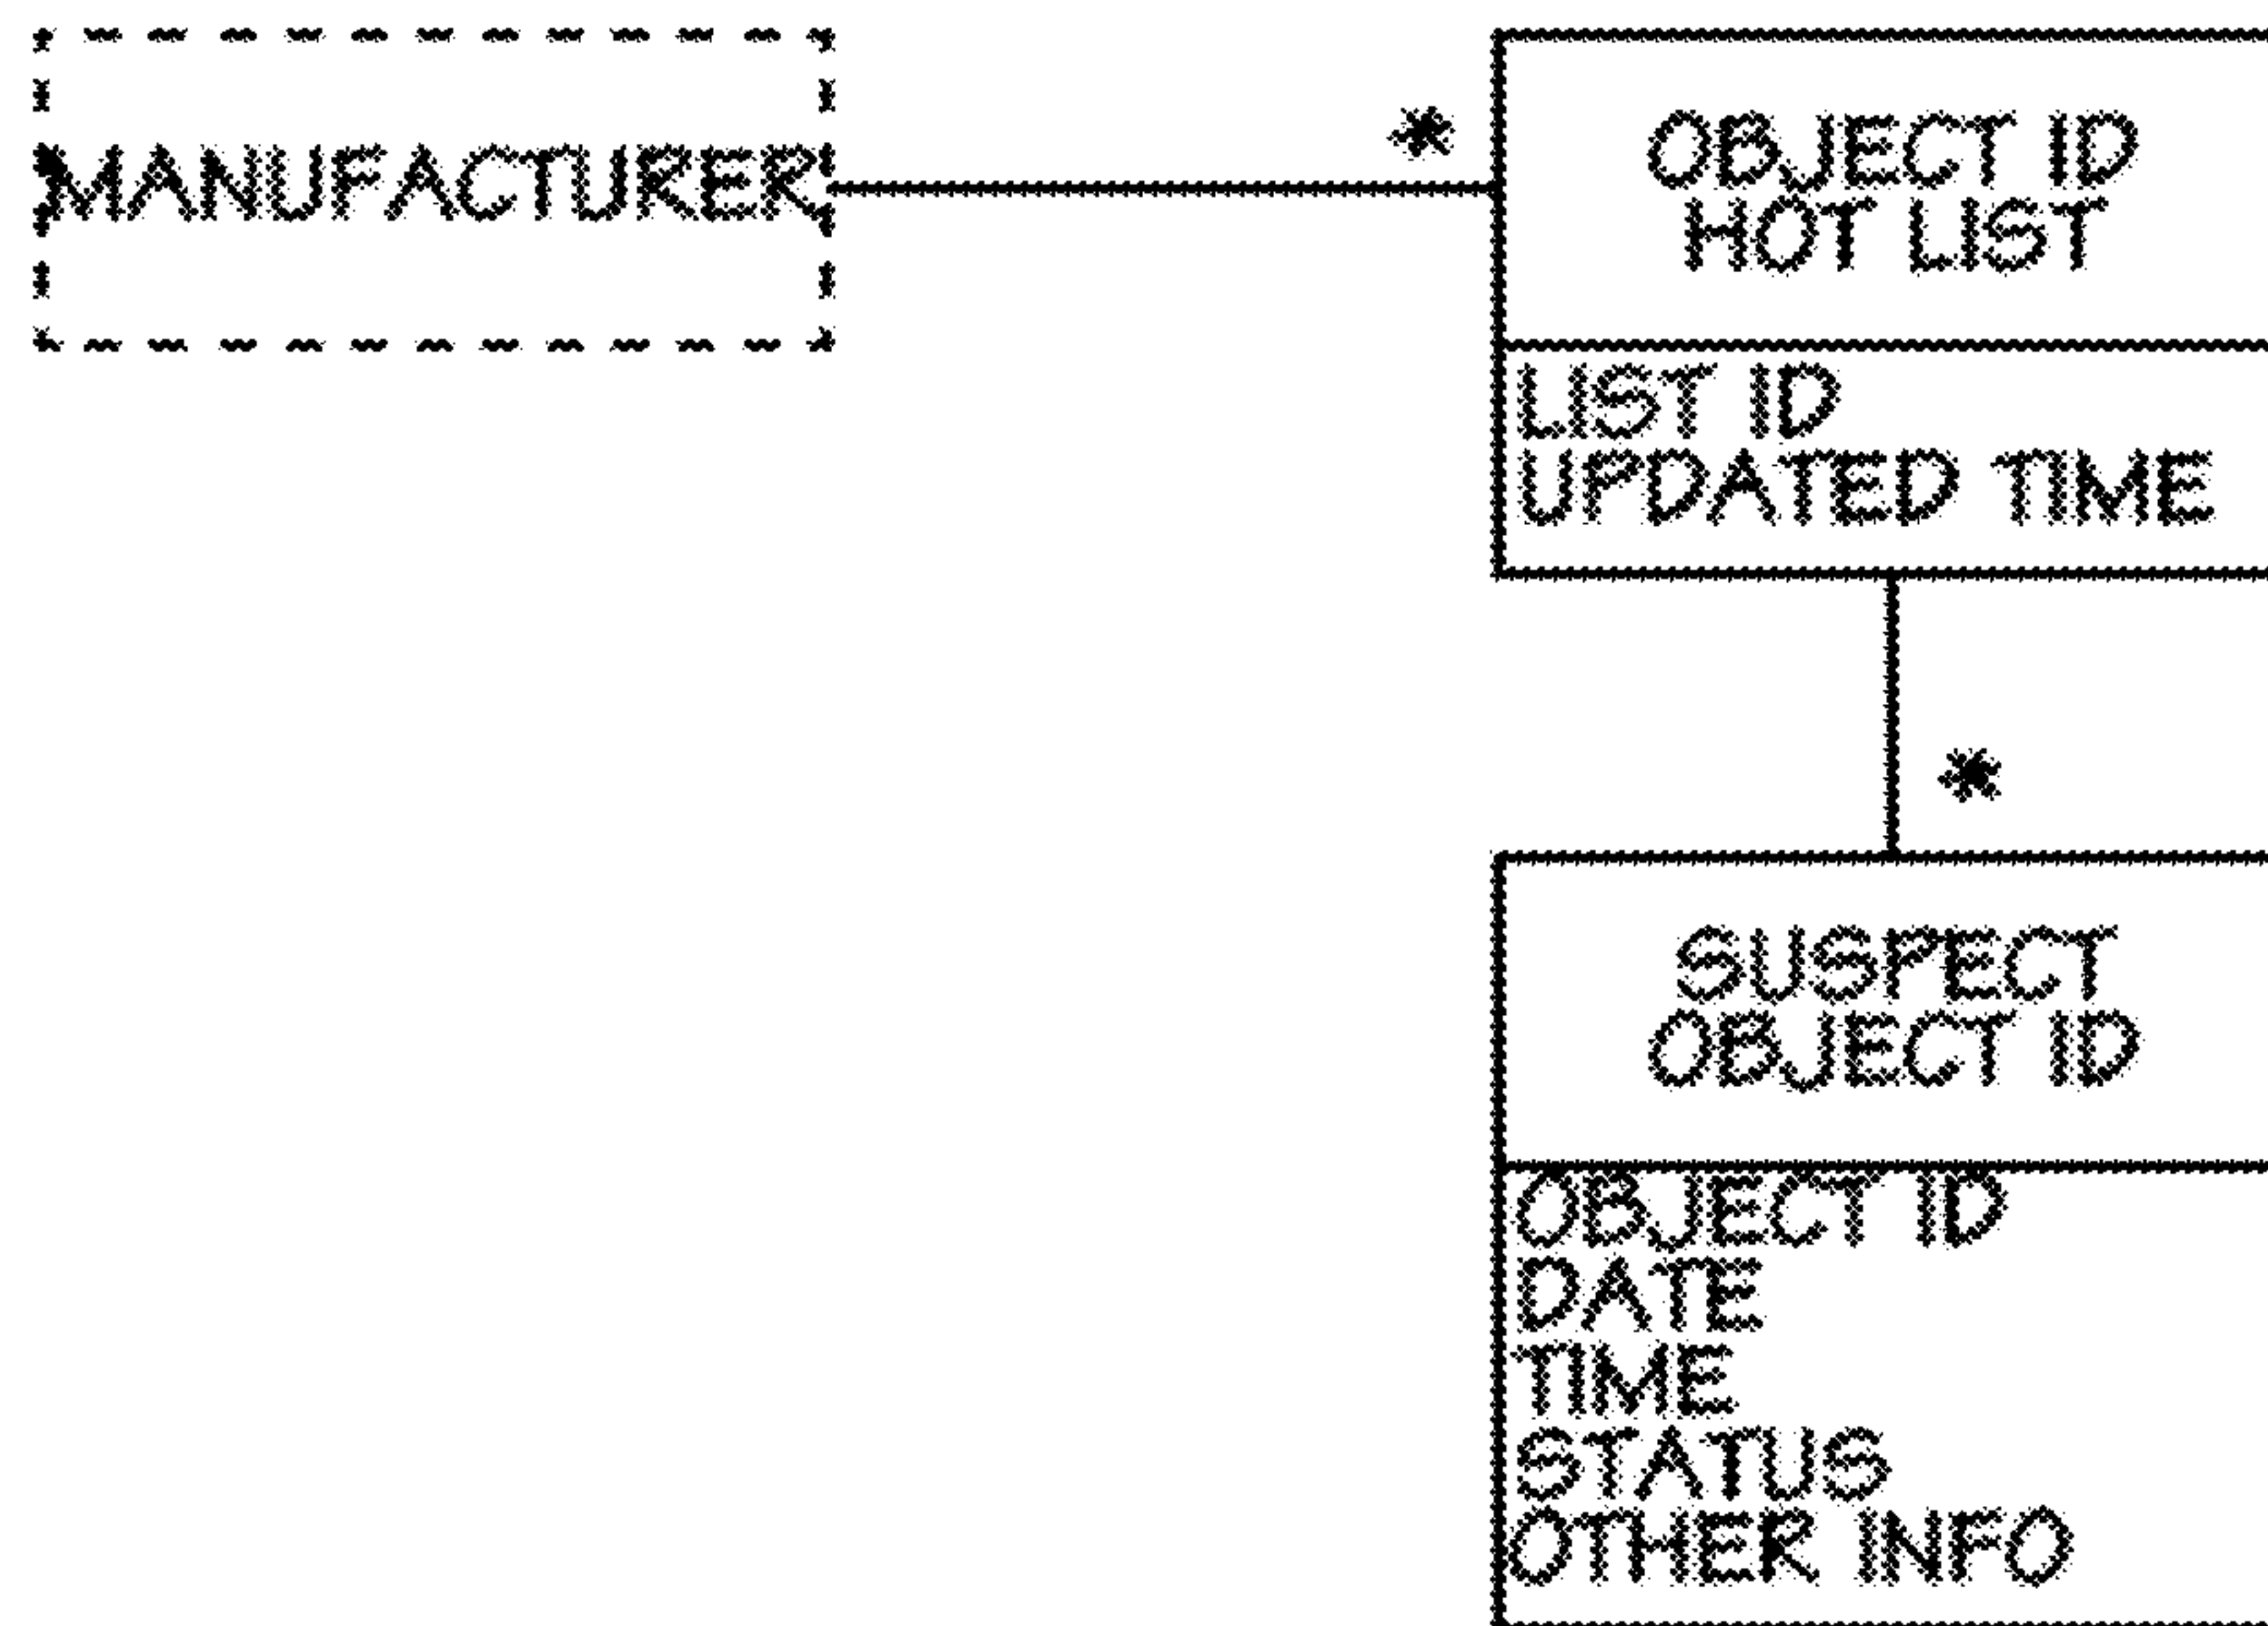 MANUFACTURER
*
OBJECT ID
HOT LIST
LIST ID
UPDATED TIME
*
SUSPECT
OBJECT ID
OBJECT ID
DATE
TIME
STATUS
OTHER INFO